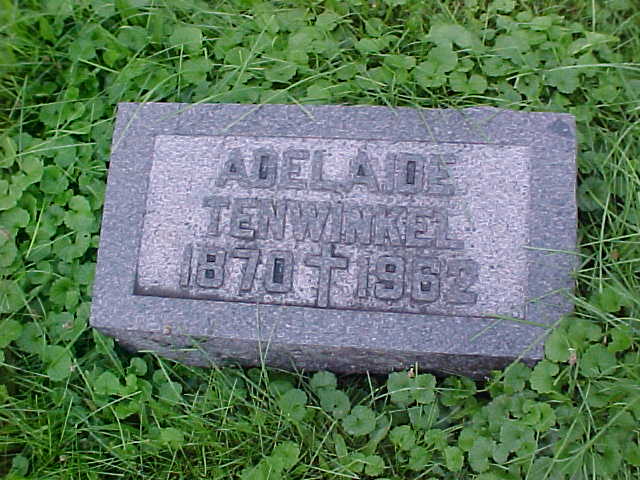 ADELAIDE
TENWINKEL
1870 † 1962